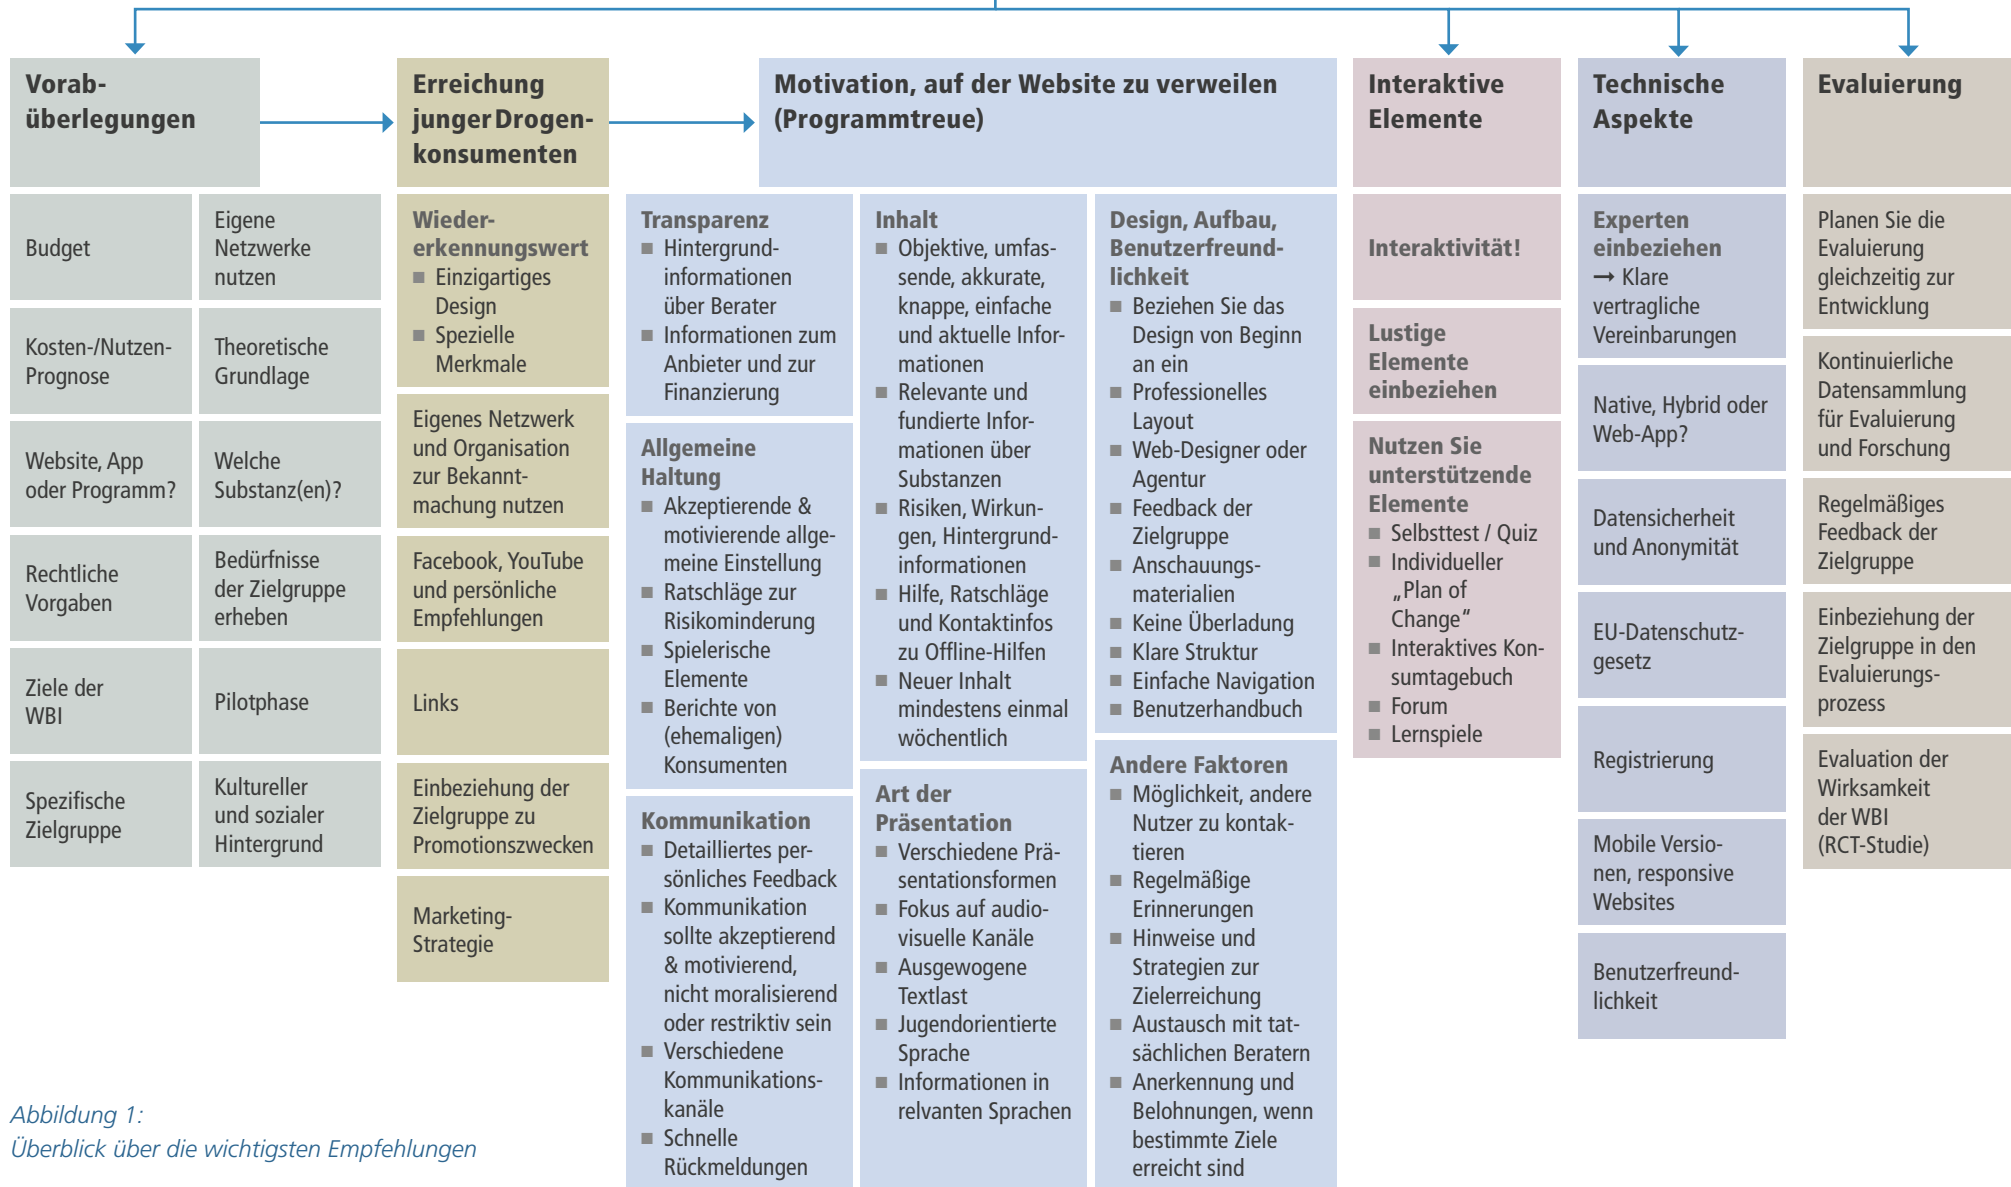 Vorab-
überlegungen
Budget
Kosten-/Nutzen-
Prognose
Website, App
oder Programm?
Rechtliche
Vorgaben
Ziele der
WBI
Spezifische
Zielgruppe
Eigene
Netzwerke
nutzen
Theoretische
Grundlage
Welche
Substanz(en)?
Bedürfnisse
der Zielgruppe
erheben
Pilotphase
Kultureller
und sozialer
Hintergrund
Erreichung
junger Drogen-
konsumenten
Wieder-
erkennungswert
■ Einzigartiges
Design
■ Spezielle
Merkmale
Eigenes Netzwerk
und Organisation
zur Bekannt-
machung nutzen
Facebook, YouTube
und persönliche
Empfehlungen
Links
Einbeziehung der
Zielgruppe zu
Promotionszwecken
Marketing-
Strategie
Motivation, auf der Website zu verweilen
(Programmtreue)
Transparenz
■ Hintergrund-
informationen
über Berater
■ Informationen zum
Anbieter und zur
Finanzierung
Allgemeine
Haltung
■ Akzeptierende &
motivierende allge-
meine Einstellung
■ Ratschläge zur
Risikominderung
■ Spielerische
Elemente
■ Berichte von
(ehemaligen)
Konsumenten
Kommunikation
■ Detailliertes per-
sönliches Feedback
■ Kommunikation
sollte akzeptierend
& motivierend,
nicht moralisierend
oder restriktiv sein
■ Verschiedene
Kommunikations-
kanäle
■ Schnelle
Rückmeldungen
Inhalt
■ Objektive, umfas-
sende, akkurate,
knappe, einfache
und aktuelle Infor-
mationen
■ Relevante und
fundierte Infor-
mationen über
Substanzen
■ Risiken, Wirkun-
gen, Hintergrund-
informationen
■ Hilfe, Ratschläge
und Kontaktinfos
zu Offline-Hilfen
■ Neuer Inhalt
mindestens einmal
wöchentlich
Art der
Präsentation
■ Verschiedene Prä-
sentationsformen
■ Fokus auf audio-
visuelle Kanäle
■ Ausgewogene
Textlast
■ Jugendorientierte
Sprache
■ Informationen in
relvanten Sprachen
Design, Aufbau,
Benutzerfreund-
lichkeit
■ Beziehen Sie das
Design von Beginn
an ein
■ Professionelles
Layout
■ Web-Designer oder
Agentur
■ Feedback der
Zielgruppe
■ Anschauungs-
materialien
■ Keine Überladung
■ Klare Struktur
■ Einfache Navigation
■ Benutzerhandbuch
Andere Faktoren
■ Möglichkeit, andere
Nutzer zu kontak-
tieren
■ Regelmäßige
Erinnerungen
■ Hinweise und
Strategien zur
Zielerreichung
■ Austausch mit tat-
sächlichen Beratern
■ Anerkennung und
Belohnungen, wenn
bestimmte Ziele
erreicht sind
Interaktive
Elemente
Interaktivität!
Lustige
Elemente
einbeziehen
Nutzen Sie
unterstützende
Elemente
■ Selbsttest / Quiz
■ Individueller
„Plan of
Change“
■ Interaktives Kon-
sumtagebuch
■ Forum
■ Lernspiele
Technische
Aspekte
Experten
einbeziehen
→ Klare
vertragliche
Vereinbarungen
Native, Hybrid oder
Web-App?
Datensicherheit
und Anonymität
EU-Datenschutz-
gesetz
Registrierung
Mobile Versio-
nen, responsive
Websites
Benutzerfreund-
lichkeit
Evaluierung
Planen Sie die
Evaluierung
gleichzeitig zur
Entwicklung
Kontinuierliche
Datensammlung
für Evaluierung
und Forschung
Regelmäßiges
Feedback der
Zielgruppe
Einbeziehung der
Zielgruppe in den
Evaluierungs-
prozess
Evaluation der
Wirksamkeit
der WBI
(RCT-Studie)
Abbildung 1:
Überblick über die wichtigsten Empfehlungen